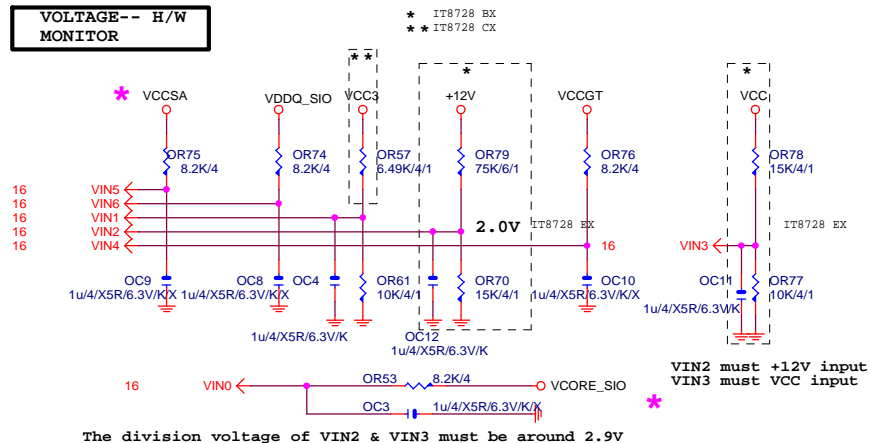 VOLTAGE-- H/W
MONITOR
* IT8728 BX
** IT8728 CX
**
*
*
* VCCSA
VDDQ_SIO
VCC3
+12V
VCCGT
VCC
OR75
8.2K/4
OR74
8.2K/4
OR57
6.49K/4/1
OR79
75K/6/1
OR76
8.2K/4
OR78
15K/4/1
16 VIN5
16 VIN6
16 VIN1
16 VIN2
16 VIN4
2.0V
IT8728 EX
16
VIN3
IT8728 EX
OC9
1u/4/X5R/6.3V/K/X
OC8
1u/4/X5R/6.3V/K/X
OC4
1u/4/X5R/6.3V/K
OR61
10K/4/1
OC12
1u/4/X5R/6.3V/K
OR70
15K/4/1
OC10
1u/4/X5R/6.3V/K/X
OC11
1u/4/X5R/6.3V/K
OR77
10K/4/1
VIN2 must +12V input
VIN3 must VCC input
*
16 VIN0
OR53
8.2K/4
VCORE_SIO
OC3
1u/4/X5R/6.3V/K/X
The division voltage of VIN2 & VIN3 must be around 2.9V